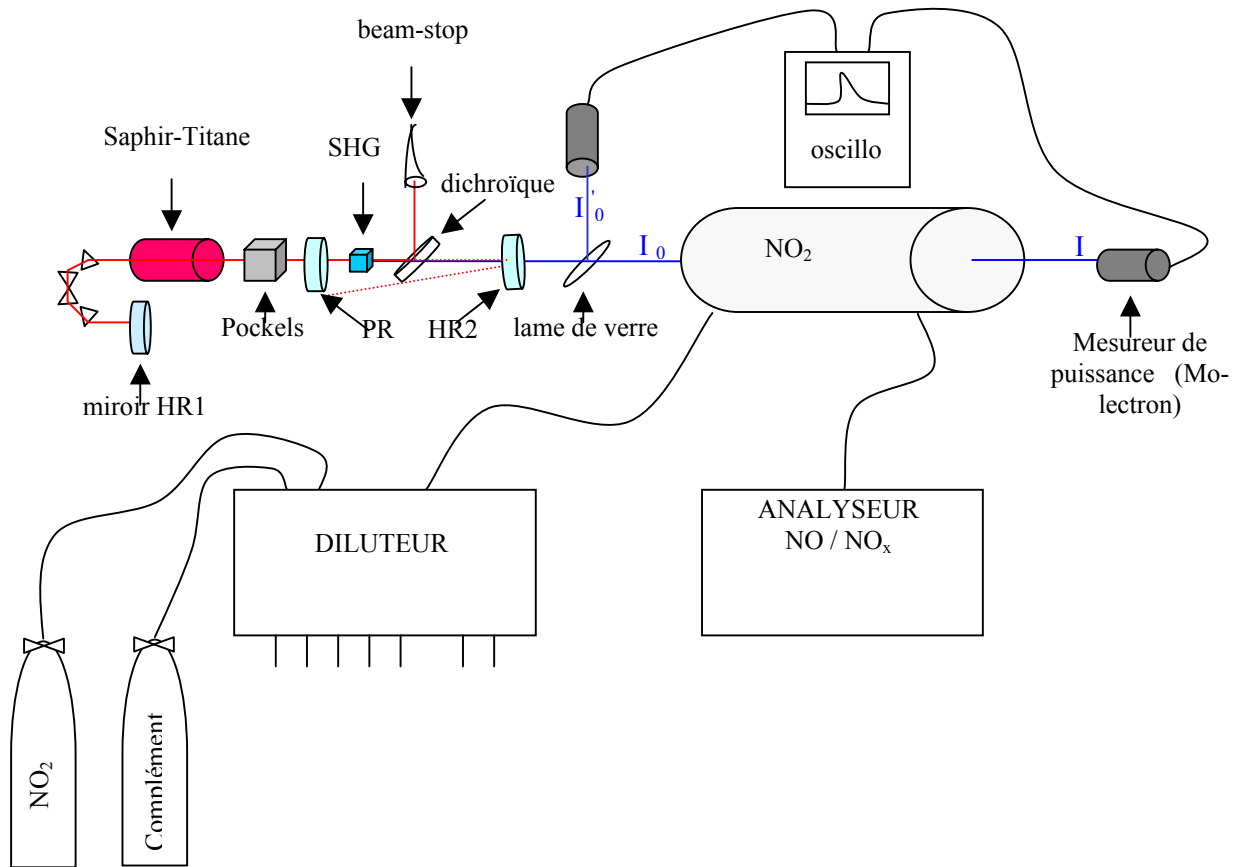 beam-stop
Saphir-Titane
SHG
dichroïque
oscillo
I'0
I 0
NO2
I
Pockels
PR
HR2
lame de verre
miroir HR1
Mesureur de
puissance (Mo-
lectron)
DILUTEUR
ANALYSEUR
NO / NOx
NO2
Complément